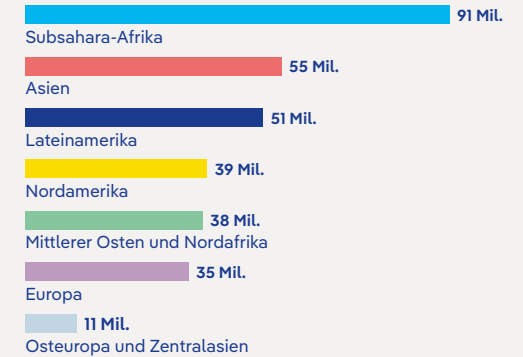 91 Mil.
Subsahara-Afrika
55 Mil.
Asien
51 Mil.
Lateinamerika
39 Mil.
Nordamerika
38 Mil.
Mittlerer Osten und Nordafrika
35 Mil.
Europa
11 Mil.
Osteuropa und Zentralasien